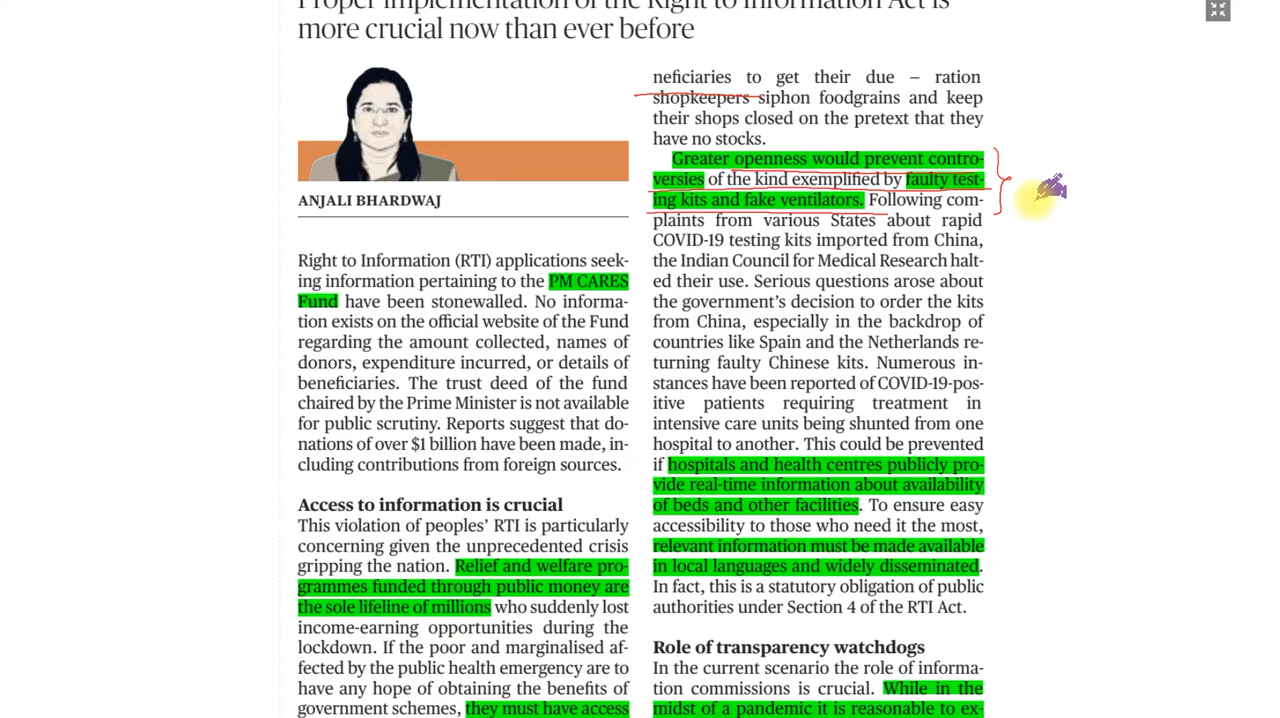 Proper implementation of the Right to Information Act is
more crucial now than ever before
ANJALI BHARDWAJ
Right to Information (RTI) applications seek-
ing information pertaining to the PM CARES
Fund have been stonewalled. No informa-
tion exists on the official website of the Fund
regarding the amount collected, names of
donors, expenditure incurred, or details of
beneficiaries. The trust deed of the fund
chaired by the Prime Minister is not available
for public scrutiny. Reports suggest that do-
nations of over $1 billion have been made, in-
cluding contributions from foreign sources.
Access to information is crucial
This violation of peoples’ RTI is particularly
concerning given the unprecedented crisis
gripping the nation. Relief and welfare pro-
grammes funded through public money are
the sole lifeline of millions who suddenly lost
income-earning opportunities during the
lockdown. If the poor and marginalised af-
fected by the public health emergency are to
have any hope of obtaining the benefits of
government schemes, they must have access
neficiaries to get their due – ration
shopkeepers siphon foodgrains and keep
their shops closed on the pretext that they
have no stocks.
Greater openness would prevent contro-
versies of the kind exemplified by faulty test-
ing kits and fake ventilators. Following com-
plaints from various States about rapid
COVID-19 testing kits imported from China,
the Indian Council for Medical Research halt-
ed their use. Serious questions arose about
the government’s decision to order the kits
from China, especially in the backdrop of
countries like Spain and the Netherlands re-
turning faulty Chinese kits. Numerous in-
stances have been reported of COVID-19-pos-
itive patients requiring treatment in
intensive care units being shunted from one
hospital to another. This could be prevented
if hospitals and health centres publicly pro-
vide real-time information about availability
of beds and other facilities. To ensure easy
accessibility to those who need it the most,
relevant information must be made available
in local languages and widely disseminated.
In fact, this is a statutory obligation of public
authorities under Section 4 of the RTI Act.
Role of transparency watchdogs
In the current scenario the role of informa-
tion commissions is crucial. While in the
midst of a pandemic it is reasonable to ex-